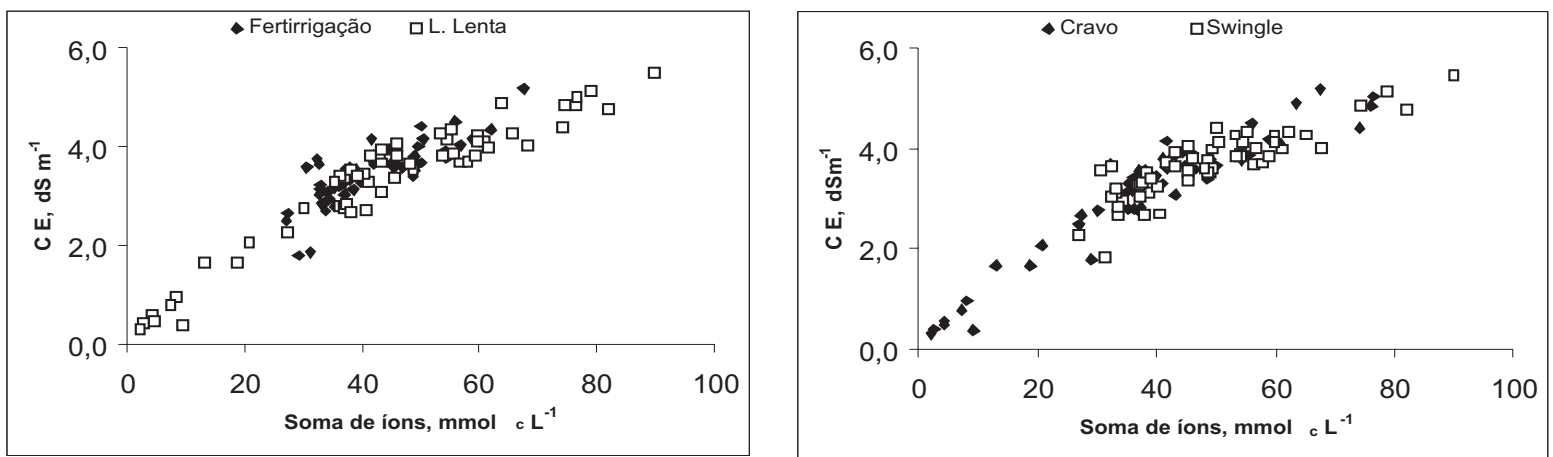 Fertirrigação L. Lenta
6,0
4,0
2,0
0,0
C E, dS m-1
0 20 40 60 80 100
Soma de íons, mmol c L-1
Cravo Swingle
6,0
4,0
2,0
0,0
C E, dSm-1
0 20 40 60 80 100
Soma de íons, mmol c L-1